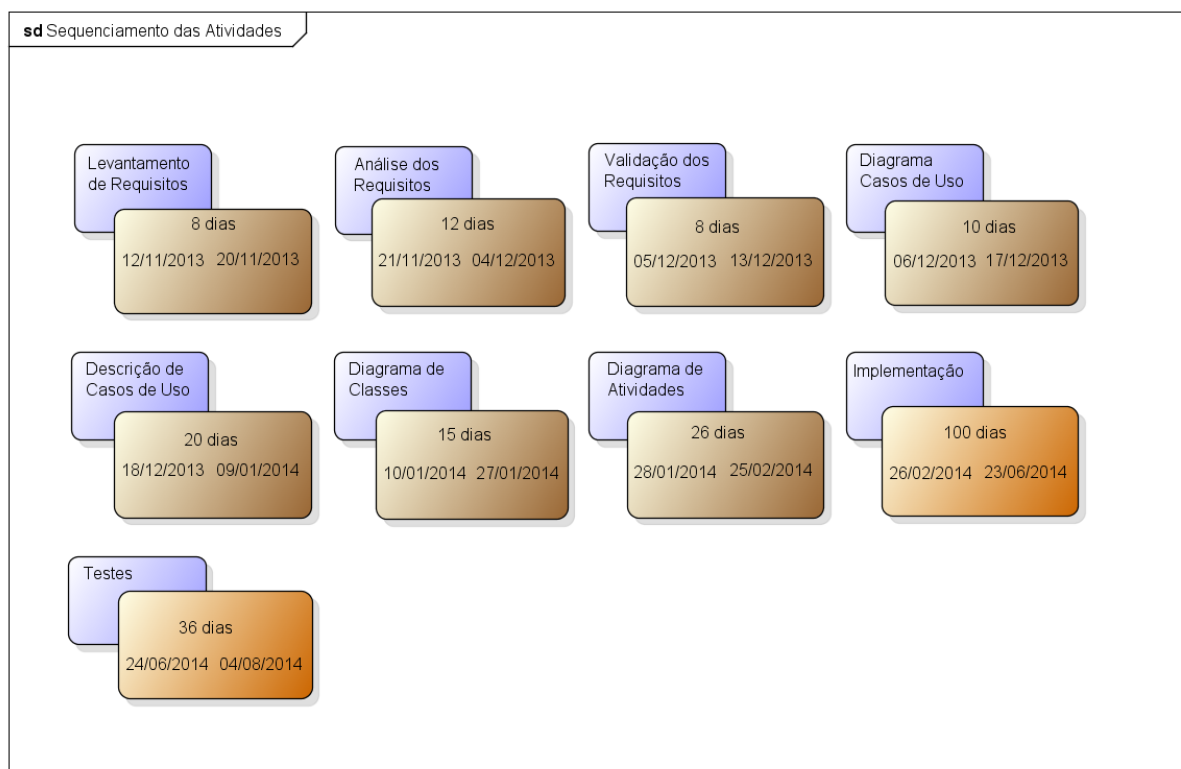 sd Sequenciamento das Atividades
Levantamento
de Requisitos
8 dias
12/11/2013 20/11/2013
Análise dos
Requisitos
12 dias
21/11/2013 04/12/2013
Validação dos
Requisitos
8 dias
05/12/2013 13/12/2013
Diagrama
Casos de Uso
10 dias
06/12/2013 17/12/2013
Descrição de
Casos de Uso
20 dias
18/12/2013 09/01/2014
Diagrama de
Classes
15 dias
10/01/2014 27/01/2014
Diagrama de
Atividades
26 dias
28/01/2014 25/02/2014
Implementação
100 dias
26/02/2014 23/06/2014
Testes
36 dias
24/06/2014 04/08/2014